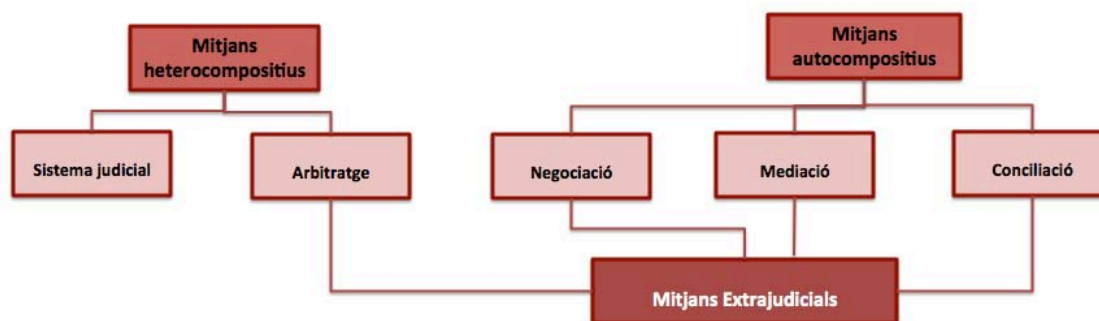 Mitjans
heterocompositius
Mitjans
autocompositius
Sistema judicial
Arbitratge
Negociació
Mediació
Conciliació
Mitjans Extrajudicials